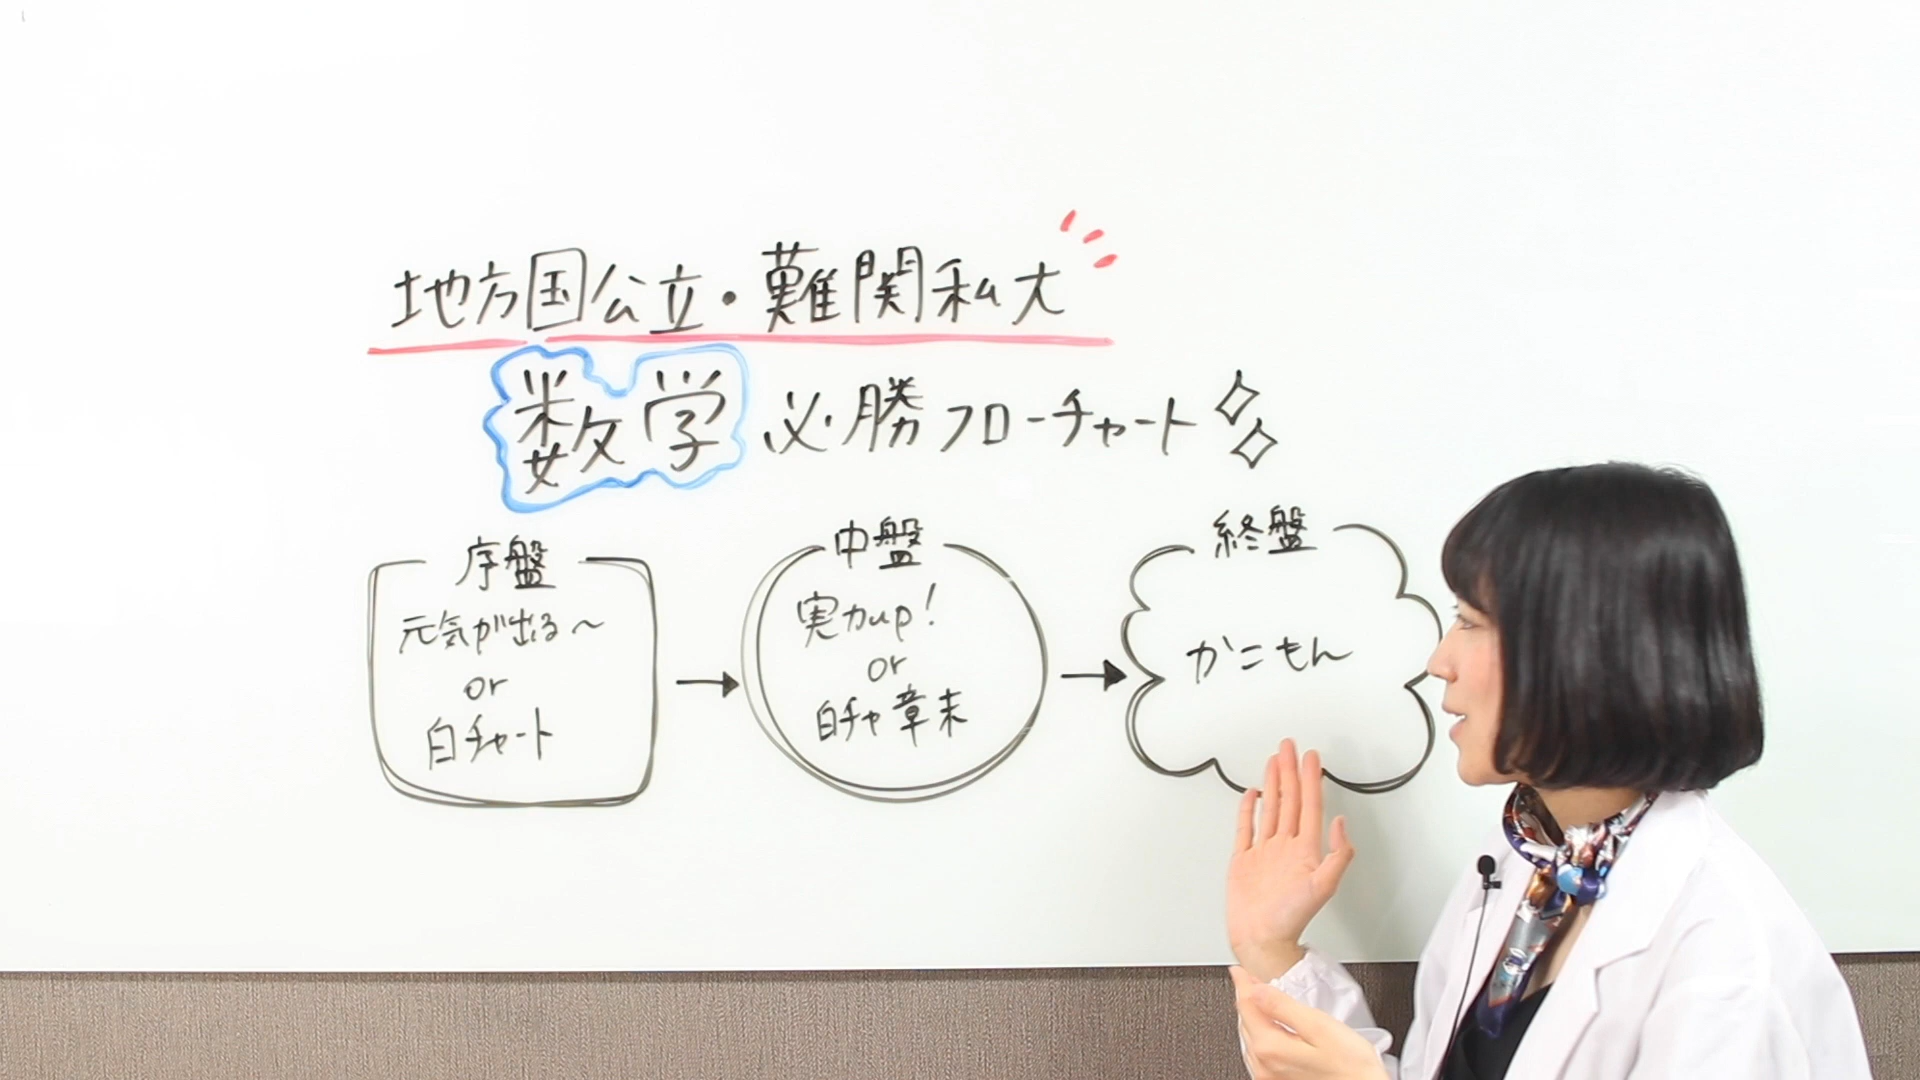 地方国公立・難関私大
数学必勝フローチャート
序盤
元気が出る～
or
白チャート
中盤
実力up!
or
白チャ章末
終盤
かこもん